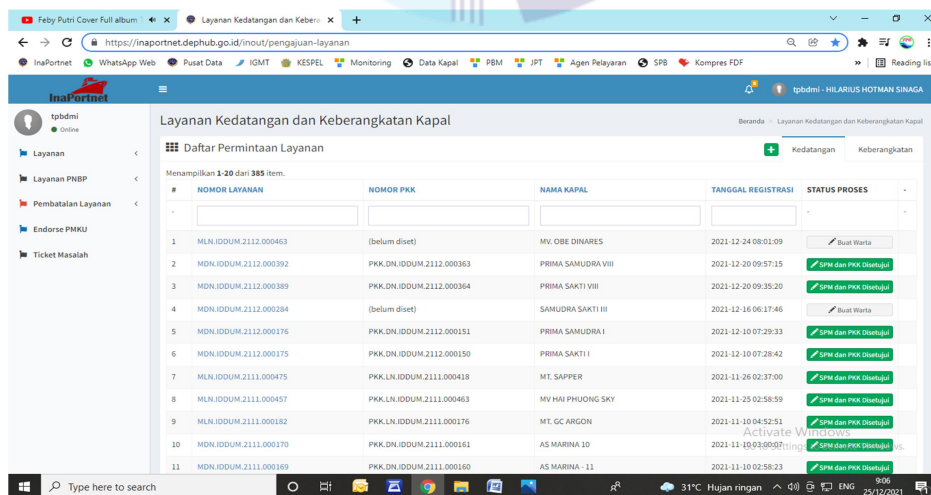 Feby Putri Cover Full album
Layanan Kedatangan dan Kebera
https://inaportnet.dephub.go.id/inout/pengajuan-layanan
InaPortnet WhatsApp Web Pusat Data IGMT KESPEL Monitoring Data Kapal PBM JPT Agen Pelayaran SPB Kompres FDF » Reading lis
InaPortnet
tpbdmi - HILARIUS HOTMAN SINAGA
tpbdmi
Online
Layanan
Layanan PNBP
Pembatalan Layanan
Endorse PMKU
Ticket Masalah
Layanan Kedatangan dan Keberangkatan Kapal
Beranda Layanan Kedatangan dan Keberangkatan Kapal
Daftar Permintaan Layanan
Kedatangan Keberangkatan
Menampilkan 1-20 dari 385 item.
# NOMOR LAYANAN NOMOR PKK NAMA KAPAL TANGGAL REGISTRASI STATUS PROSES -
1 MLN.IDDUM.2112.000463 (belum diset) MV. OBE DINARES 2021-12-24 08:01:09 Buat Warta
2 MDN.IDDUM.2112.000392 PKK.DN.IDDUM.2112.000363 PRIMA SAMUDRA VIII 2021-12-20 09:57:15 SPM dan PKK Disetujui
3 MDN.IDDUM.2112.000389 PKK.DN.IDDUM.2112.000364 PRIMA SAKTI VIII 2021-12-20 09:35:20 SPM dan PKK Disetujui
4 MDN.IDDUM.2112.000284 (belum diset) SAMUDRA SAKTI III 2021-12-16 06:17:46 Buat Warta
5 MDN.IDDUM.2112.000176 PKK.DN.IDDUM.2112.000151 PRIMA SAMUDRA I 2021-12-10 07:29:33 SPM dan PKK Disetujui
6 MDN.IDDUM.2112.000175 PKK.DN.IDDUM.2112.000150 PRIMA SAKTI I 2021-12-10 07:28:42 SPM dan PKK Disetujui
7 MLN.IDDUM.2111.000475 PKK.LN.IDDUM.2111.000418 MT. SAPPER 2021-11-26 02:37:00 SPM dan PKK Disetujui
8 MLN.IDDUM.2111.000457 PKK.LN.IDDUM.2111.000463 MV HAI PHUONG SKY 2021-11-25 02:58:59 SPM dan PKK Disetujui
9 MLN.IDDUM.2111.000182 PKK.LN.IDDUM.2111.000176 MT. GC ARGON 2021-11-10 04:52:51 SPM dan PKK Disetujui
10 MDN.IDDUM.2111.000170 PKK.DN.IDDUM.2111.000161 AS MARINA 10 2021-11-10 03:00:07 SPM dan PKK Disetujui
11 MDN.IDDUM.2111.000169 PKK.DN.IDDUM.2111.000160 AS MARINA - 11 2021-11-10 02:58:23 SPM dan PKK Disetujui
Activate Windows
Type here to search
31°C Hujan ringan ENG
9:06
25/12/2021